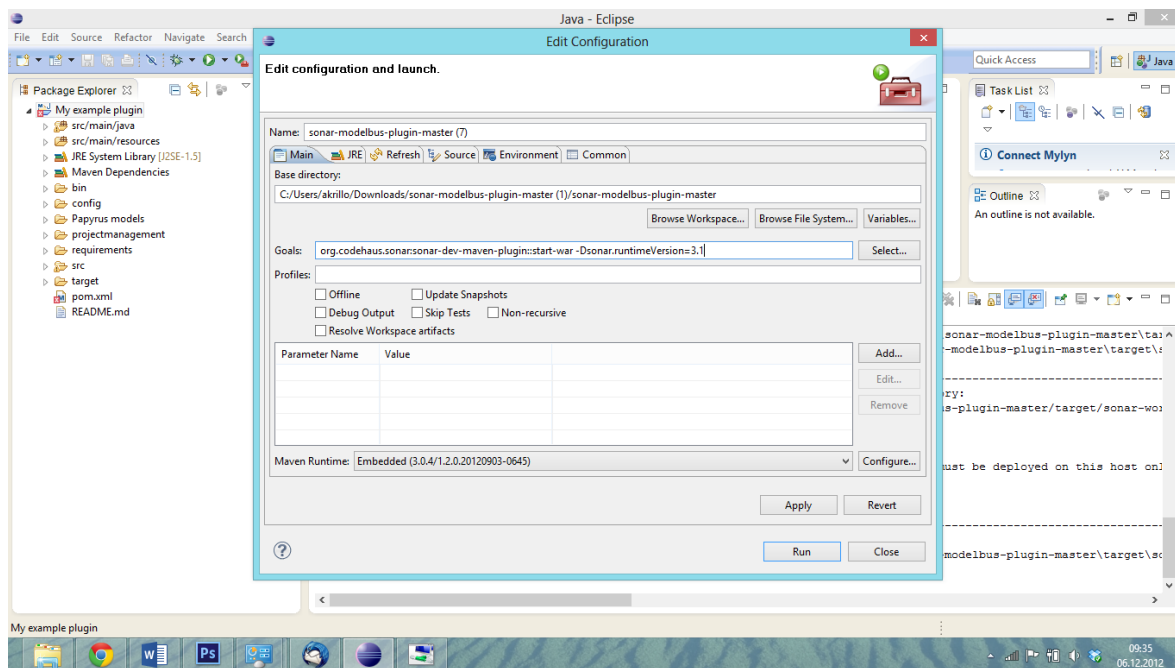 Java - Eclipse
File Edit Source Refactor Navigate Search
Quick Access
Java
Package Explorer
My example plugin
src/main/java
src/main/resources
JRE System Library [J2SE-1.5]
Maven Dependencies
bin
config
Papyrus models
projectmanagement
requirements
src
target
pom.xml
README.md
Edit Configuration
Edit configuration and launch.
Name: sonar-modelbus-plugin-master (7)
Main JRE Refresh Source Environment Common
Base directory:
C:/Users/akrillo/Downloads/sonar-modelbus-plugin-master (1)/sonar-modelbus-plugin-master
Browse Workspace... Browse File System... Variables...
Goals: org.codehaus.sonar:sonar-dev-maven-plugin::start-war -Dsonar.runtimeVersion=3.1
Select...
Profiles:
Offline Update Snapshots
Debug Output Skip Tests Non-recursive
Resolve Workspace artifacts
Parameter Name Value
Add...
Edit...
Remove
Maven Runtime: Embedded (3.0.4/1.2.0.20120903-0645) Configure...
Apply Revert
? Run Close
Task List
Connect Mylyn
Outline
An outline is not available.
sonar-modelbus-plugin-master\tar
-modelbus-plugin-master\target\s
-----------------------------------
ry:
s-plugin-master/target/sonar-wor
ust be deployed on this host onl
-----------------------------------
modelbus-plugin-master\target\so
My example plugin
W
Ps
09:35
06.12.2012